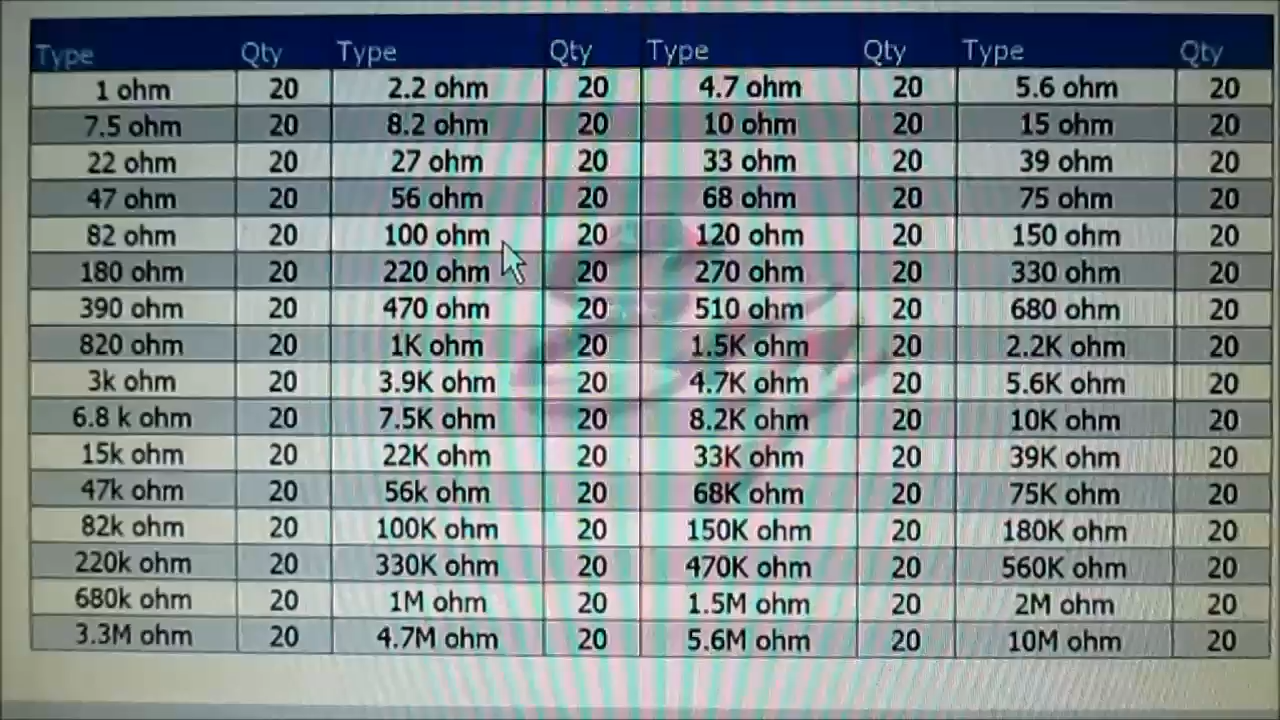 Type Qty Type Qty Type Qty Type Qty
1 ohm 20 2.2 ohm 20 4.7 ohm 20 5.6 ohm 20
7.5 ohm 20 8.2 ohm 20 10 ohm 20 15 ohm 20
22 ohm 20 27 ohm 20 33 ohm 20 39 ohm 20
47 ohm 20 56 ohm 20 68 ohm 20 75 ohm 20
82 ohm 20 100 ohm 20 120 ohm 20 150 ohm 20
180 ohm 20 220 ohm 20 270 ohm 20 330 ohm 20
390 ohm 20 470 ohm 20 510 ohm 20 680 ohm 20
820 ohm 20 1K ohm 20 1.5K ohm 20 2.2K ohm 20
3k ohm 20 3.9K ohm 20 4.7K ohm 20 5.6K ohm 20
6.8 k ohm 20 7.5K ohm 20 8.2K ohm 20 10K ohm 20
15k ohm 20 22K ohm 20 33K ohm 20 39K ohm 20
47k ohm 20 56k ohm 20 68K ohm 20 75K ohm 20
82k ohm 20 100K ohm 20 150K ohm 20 180K ohm 20
220k ohm 20 330K ohm 20 470K ohm 20 560K ohm 20
680k ohm 20 1M ohm 20 1.5M ohm 20 2M ohm 20
3.3M ohm 20 4.7M ohm 20 5.6M ohm 20 10M ohm 20